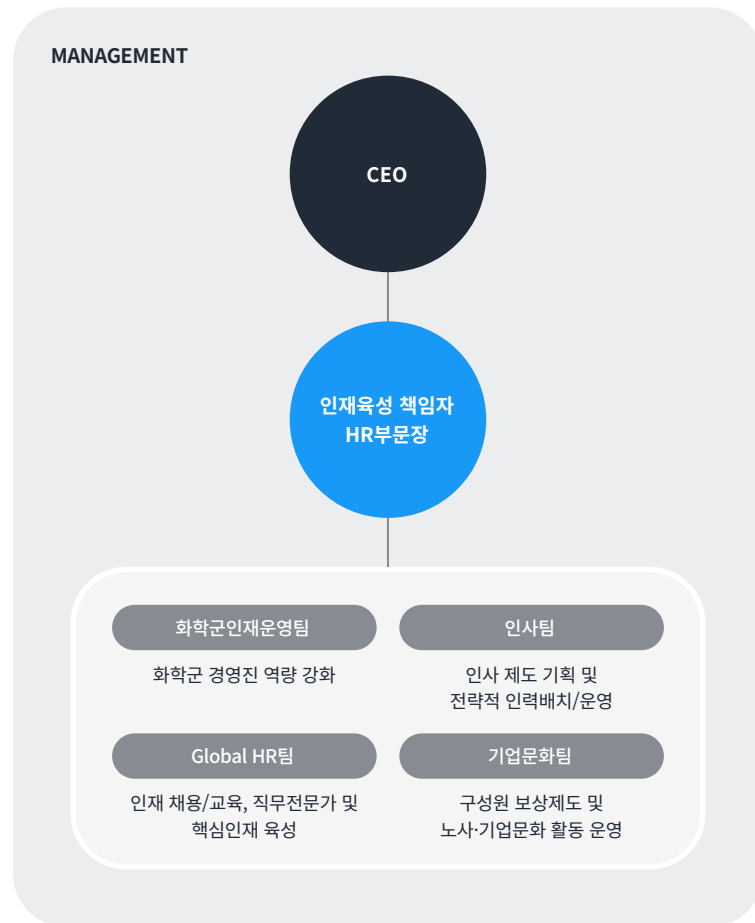 MANAGEMENT
CEO
인재육성 책임자
HR부문장
화학군인재운영팀
화학군 경영진 역량 강화
인사팀
인사 제도 기획 및
전략적 인력배치/운영
Global HR팀
인재 채용/교육, 직무전문가 및
핵심인재 육성
기업문화팀
구성원 보상제도 및
노사·기업문화 활동 운영